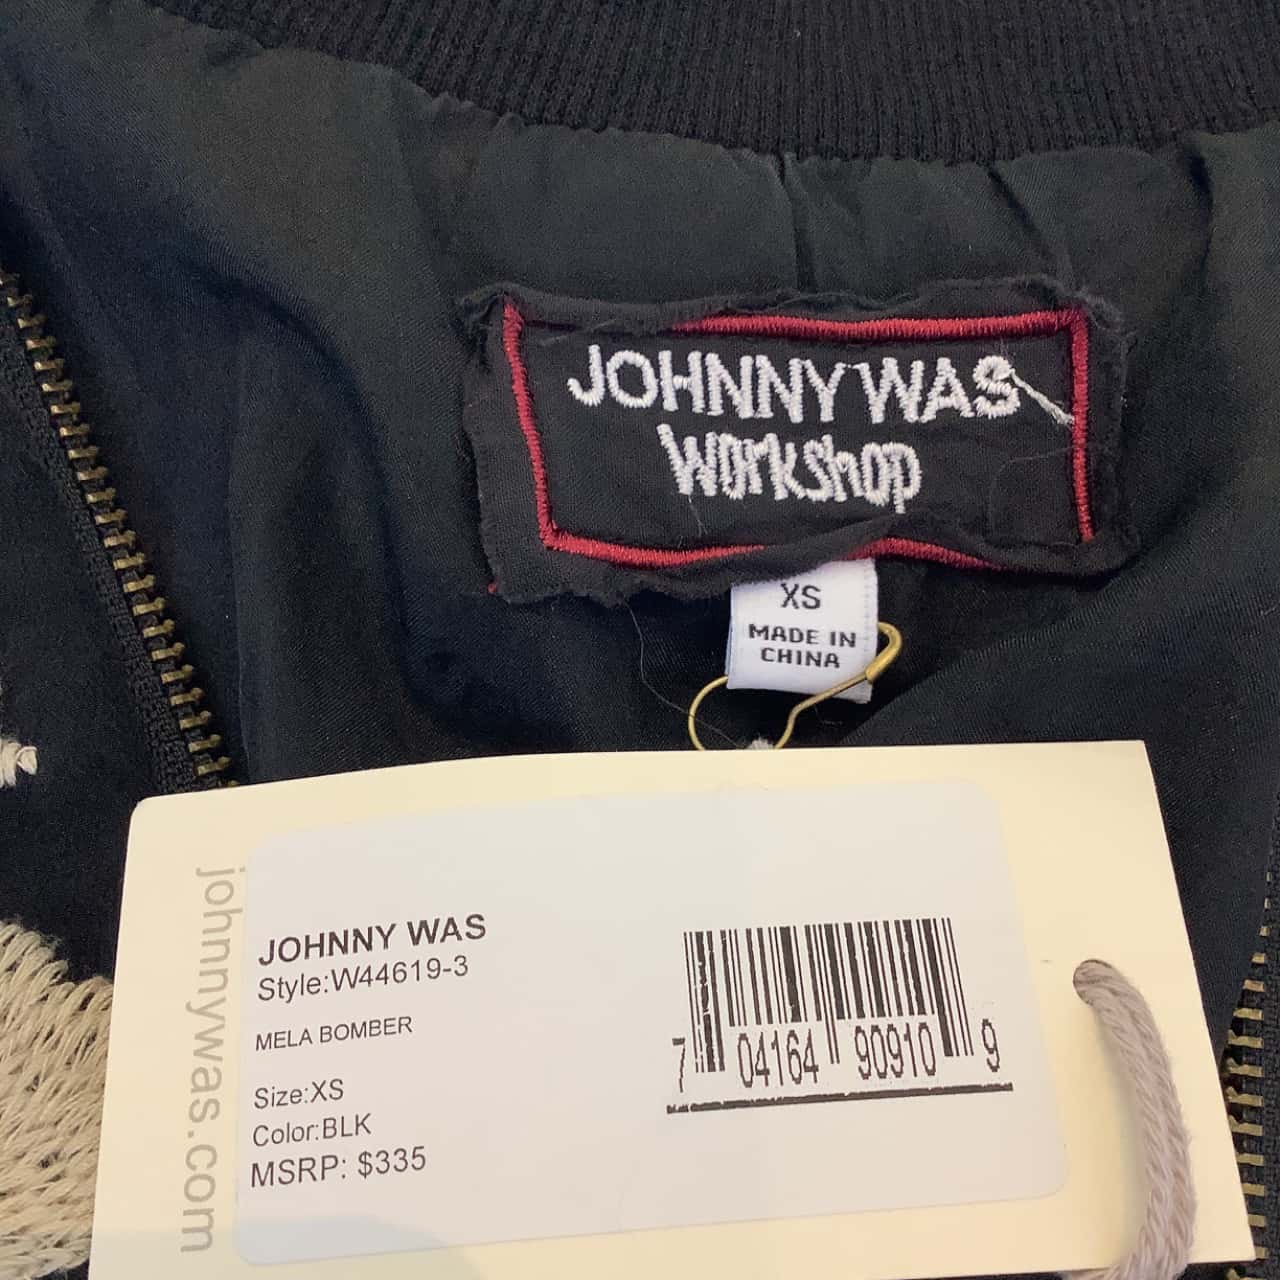 JOHNNY WAS
Workshop
XS
MADE IN
CHINA
johnnywas.com
JOHNNY WAS
Style:W44619-3
MELA BOMBER
Size:XS
Color:BLK
MSRP: $335
7 04164 90910 9